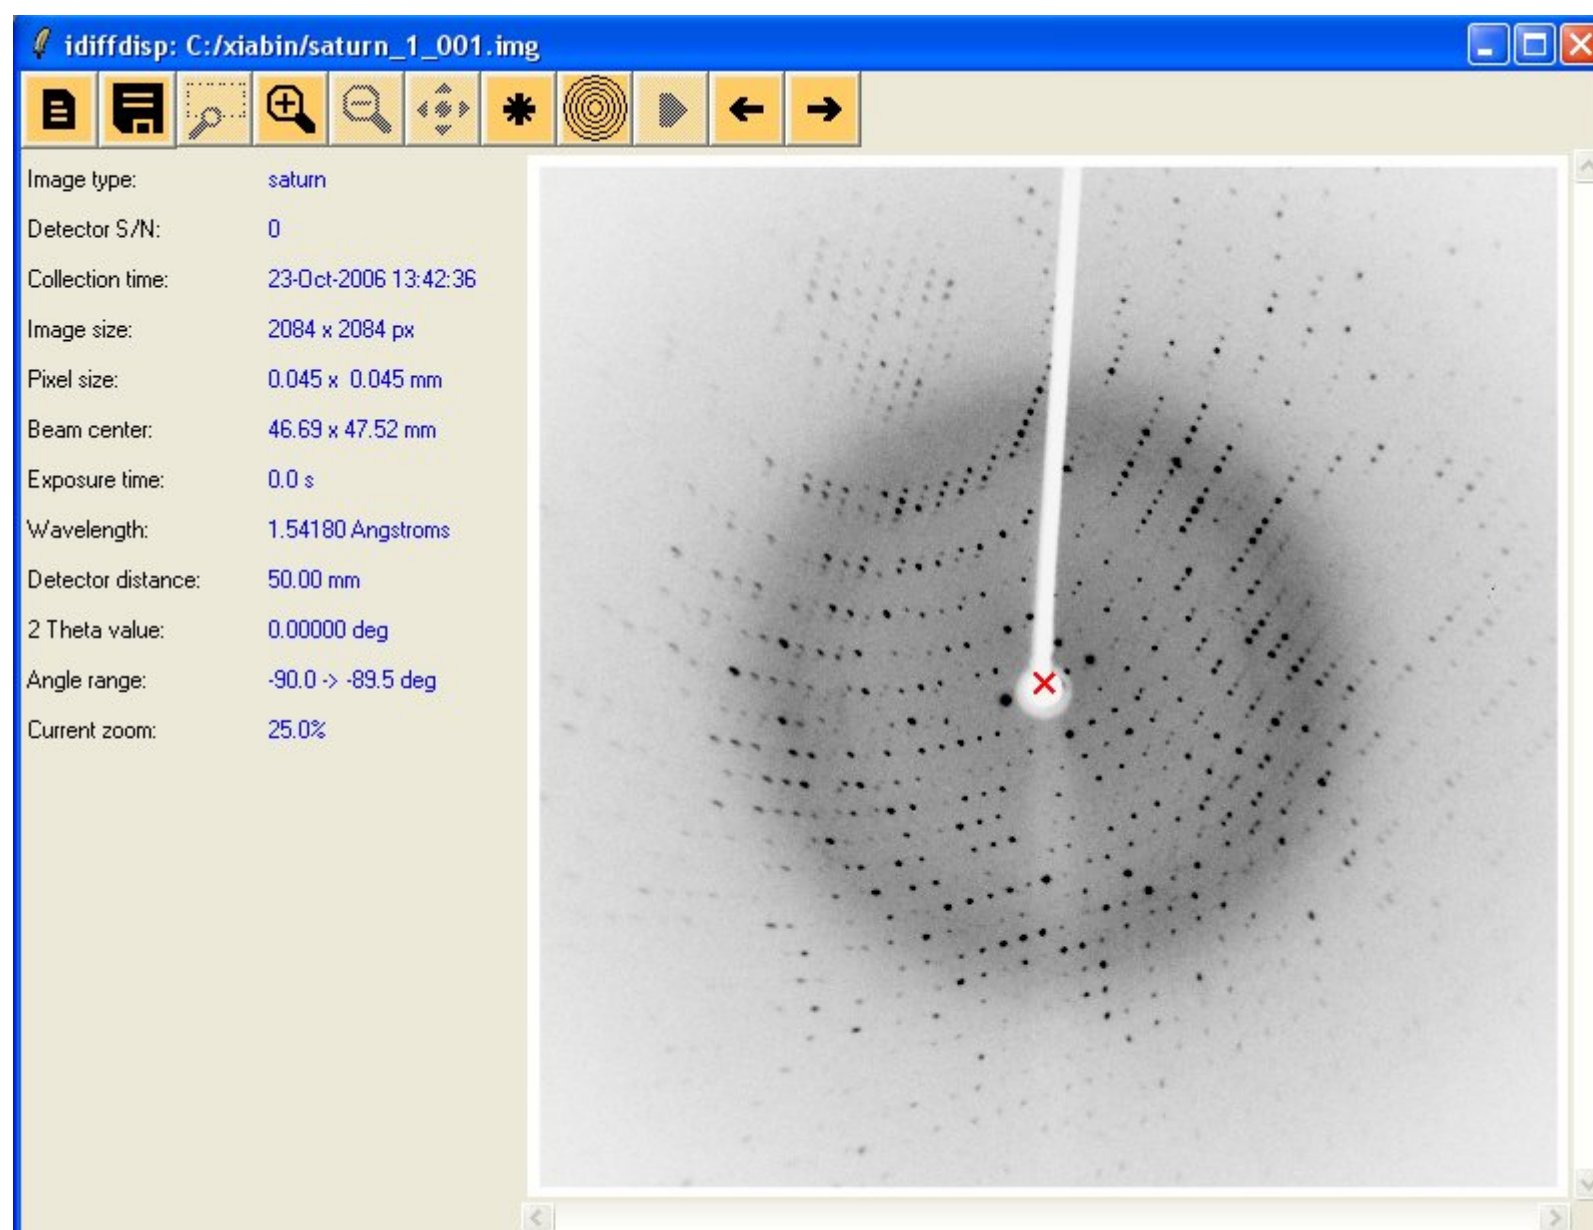 idiffdisp: C:/xiabin/saturn_1_001.img
Image type: saturn
Detector S/N: 0
Collection time: 23-Oct-2006 13:42:36
Image size: 2084 x 2084 px
Pixel size: 0.045 x 0.045 mm
Beam center: 46.69 x 47.52 mm
Exposure time: 0.0 s
Wavelength: 1.54180 Angstroms
Detector distance: 50.00 mm
2 Theta value: 0.00000 deg
Angle range: -90.0 -> -89.5 deg
Current zoom: 25.0%